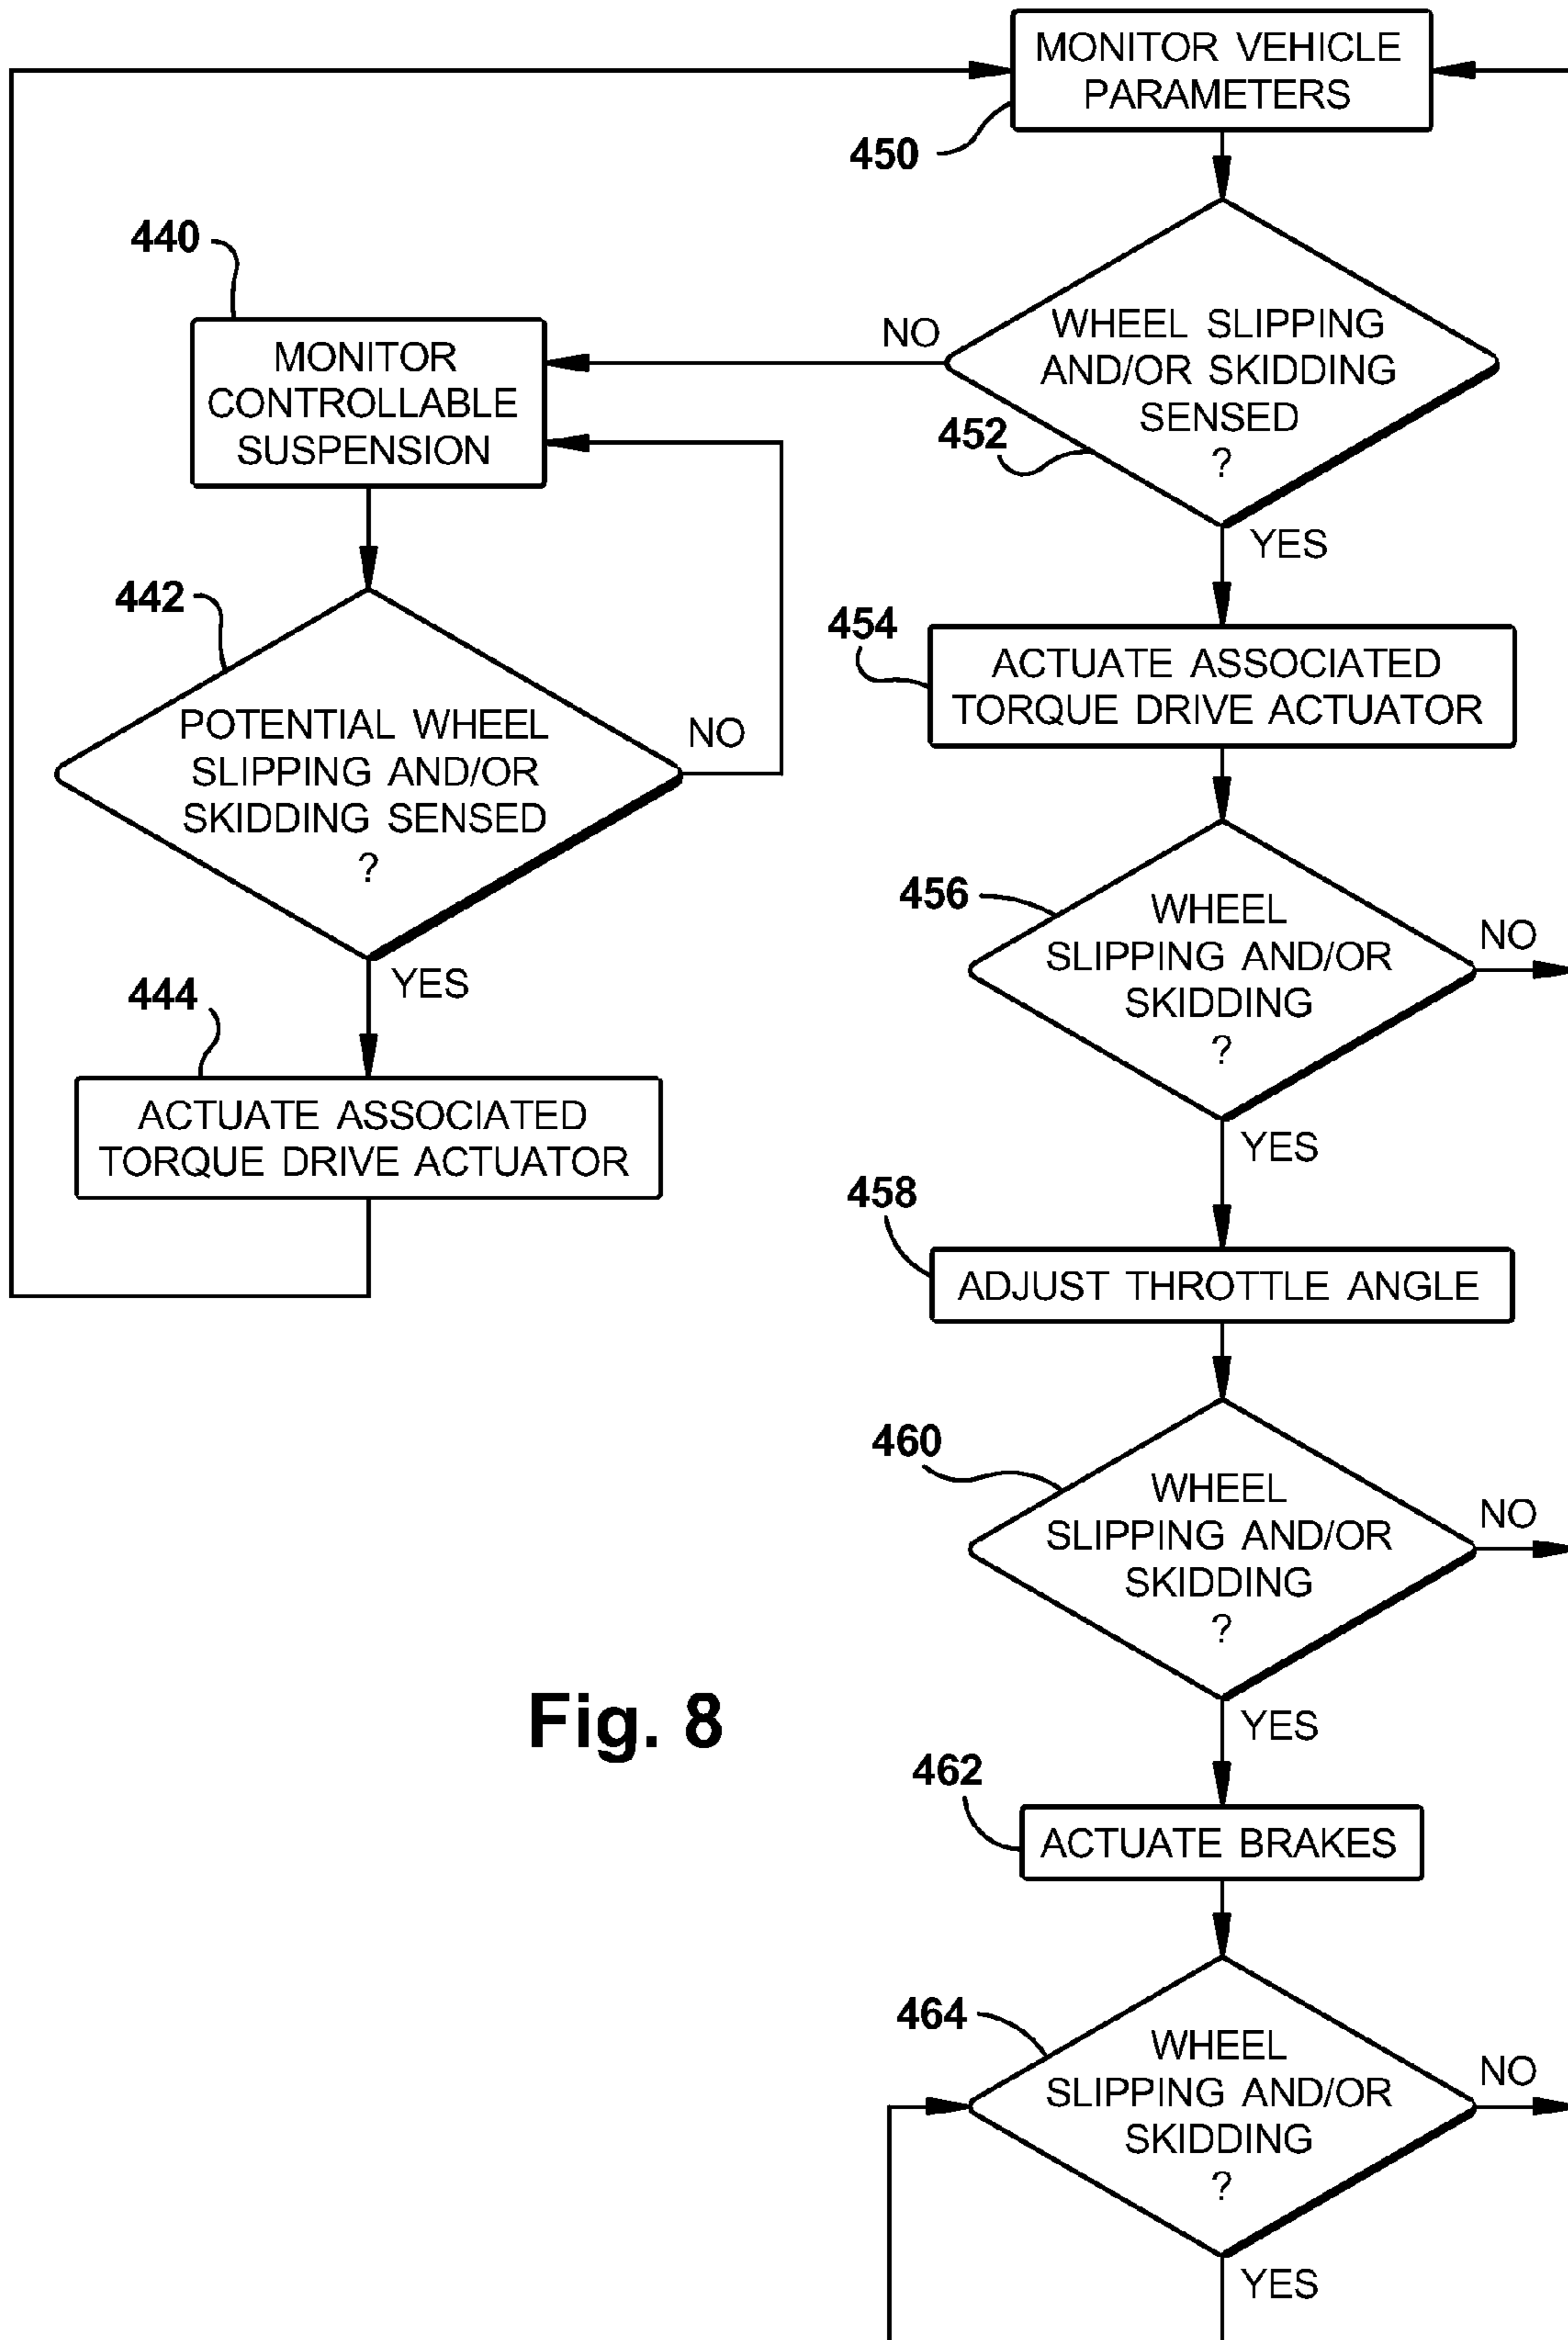 MONITOR VEHICLE
PARAMETERS
450
440
MONITOR
CONTROLLABLE
SUSPENSION
NO
WHEEL SLIPPING
AND/OR SKIDDING
SENSED
?
452
YES
442
POTENTIAL WHEEL
SLIPPING AND/OR
SKIDDING SENSED
?
NO
YES
444
ACTUATE ASSOCIATED
TORQUE DRIVE ACTUATOR
454
ACTUATE ASSOCIATED
TORQUE DRIVE ACTUATOR
456
WHEEL
SLIPPING AND/OR
SKIDDING
?
NO
YES
458
ADJUST THROTTLE ANGLE
460
WHEEL
SLIPPING AND/OR
SKIDDING
?
NO
YES
Fig. 8
462
ACTUATE BRAKES
464
WHEEL
SLIPPING AND/OR
SKIDDING
?
NO
YES